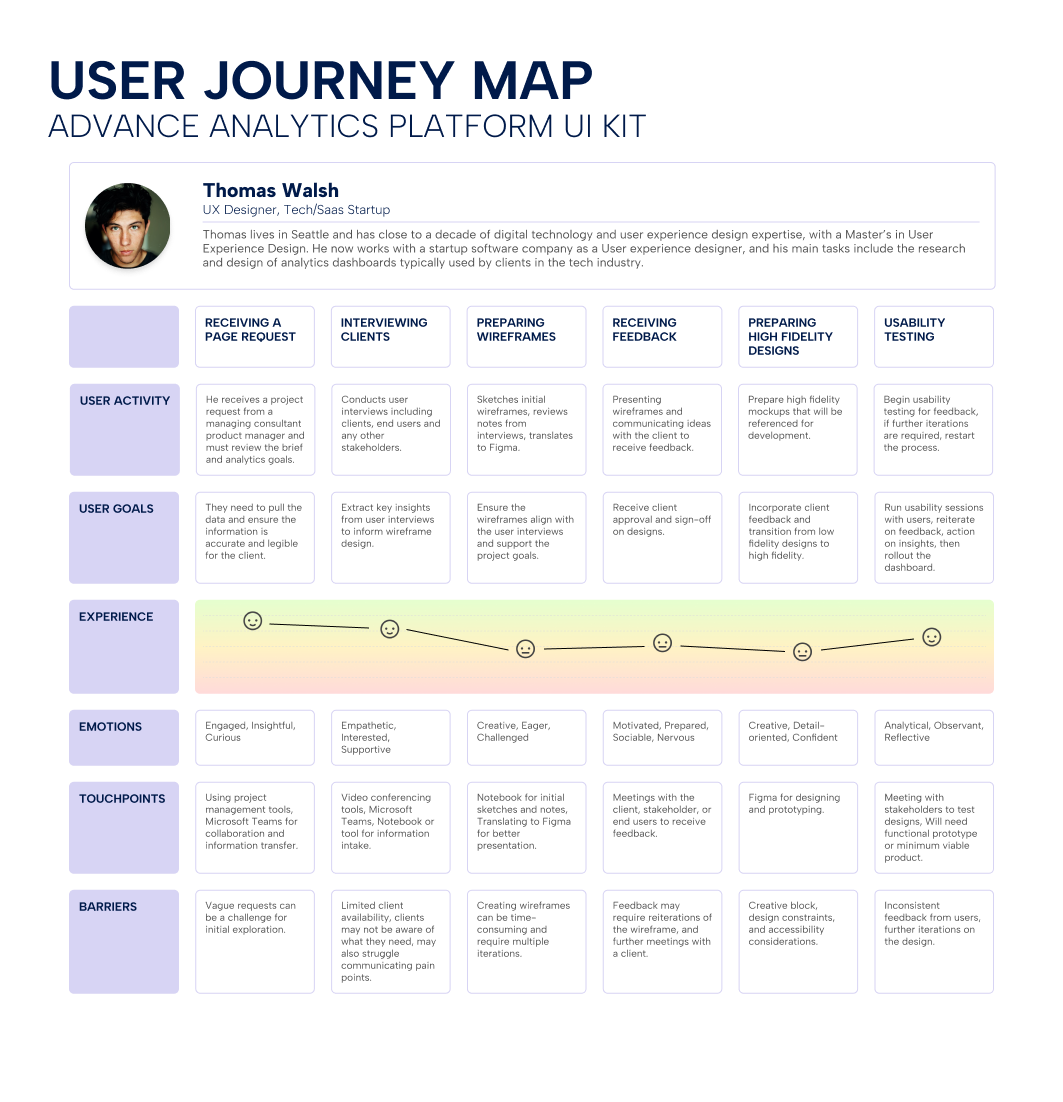 USER JOURNEY MAP
ADVANCE ANALYTICS PLATFORM UI KIT
Thomas Walsh
UX Designer, Tech/Saas Startup
Thomas lives in Seattle and has close to a decade of digital technology and user experience design expertise, with a Master's in User
Experience Design. He now works with a startup software company as a User experience designer, and his main tasks include the research
and design of analytics dashboards typically used by clients in the tech industry.
RECEIVING A
PAGE REQUEST
INTERVIEWING
CLIENTS
PREPARING
WIREFRAMES
RECEIVING
FEEDBACK
PREPARING
HIGH FIDELITY
DESIGNS
USABILITY
TESTING
USER ACTIVITY
He receives a project
request from a
managing consultant
product manager and
must review the brief
and analytics goals.
Conducts user
interviews including
clients, end users and
any other
stakeholders.
Sketches initial
wireframes, reviews
notes from
interviews, translates
to Figma.
Presenting
wireframes and
communicating ideas
with the client to
receive feedback.
Prepare high fidelity
mockups that will be
referenced for
development.
Begin usability
testing for feedback,
if further iterations
are required, restart
the process.
USER GOALS
They need to pull the
data and ensure the
information is
accurate and legible
for the client.
Extract key insights
from user interviews
to inform wireframe
design.
Ensure the
wireframes align with
the user interviews
and support the
project goals.
Receive client
approval and sign-off
on designs.
Incorporate client
feedback and
transition from low
fidelity designs to
high fidelity.
Run usability sessions
with users, reiterate
on feedback, action
on insights, then
rollout the
dashboard.
EXPERIENCE
EMOTIONS
Engaged, Insightful,
Curious
Empathetic,
Interested,
Supportive
Creative, Eager,
Challenged
Motivated, Prepared,
Sociable, Nervous
Creative, Detail-
oriented, Confident
Analytical, Observant,
Reflective
TOUCHPOINTS
Using project
management tools,
Microsoft Teams for
collaboration and
information transfer.
Video conferencing
tools, Microsoft
Teams, Notebook or
tool for information
intake.
Notebook for initial
sketches and notes,
Translating to Figma
for better
presentation.
Meetings with the
client, stakeholder, or
end users to receive
feedback.
Figma for designing
and prototyping.
Meeting with
stakeholders to test
designs, Will need
functional prototype
or minimum viable
product.
BARRIERS
Vague requests can
be a challenge for
initial exploration.
Limited client
availability, clients
may not be aware of
what they need, may
also struggle
communicating pain
points.
Creating wireframes
can be time-
consuming and
require multiple
iterations.
Feedback may
require reiterations of
the wireframe, and
further meetings with
a client.
Creative block,
design constraints,
and accessibility
considerations.
Inconsistent
feedback from users,
further iterations on
the design.